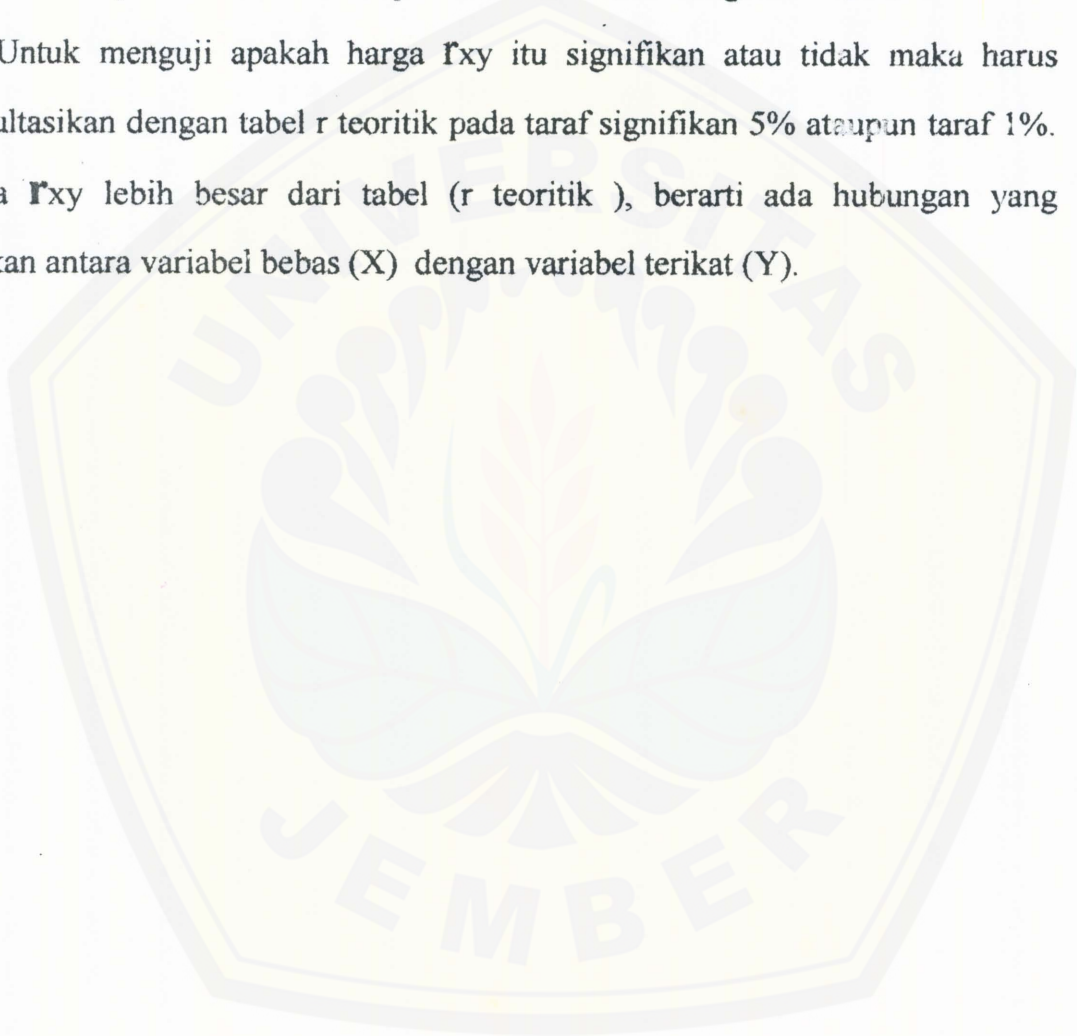 Untuk menguji apakah harga rxy itu signifikan atau tidak maka harus
ultasikan dengan tabel r teoritik pada taraf signifikan 5% ataupun taraf 1%.
a rxy lebih besar dari tabel (r teoritik ), berarti ada hubungan yang
kan antara variabel bebas (X) dengan variabel terikat (Y).
UNIVERSITAS
JEMBER